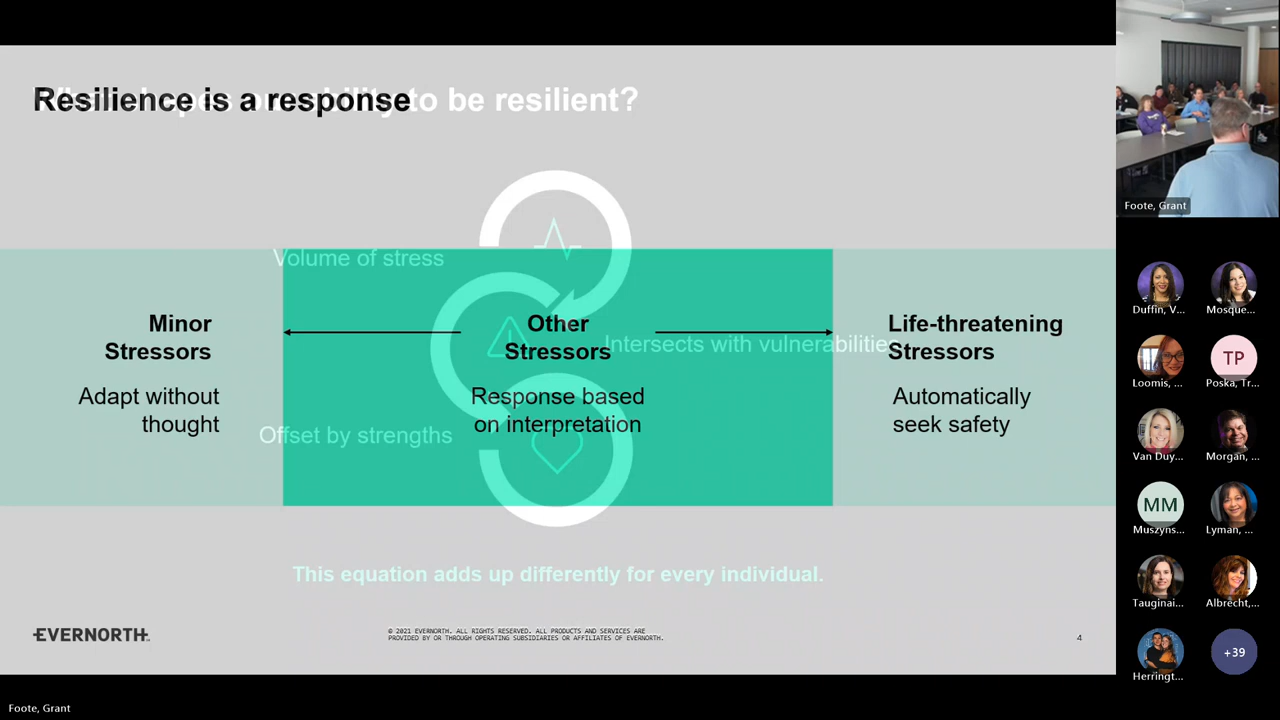 Resilience is a response
to be resilient?
Volume of stress
Minor
Stressors
Adapt without
thought
Other
Stressors
Response based
on interpretation
Intersects with vulnerabilities
Life-threatening
Stressors
Automatically
seek safety
Offset by strengths
This equation adds up differently for every individual.
EVERNORTH
© 2021 EVERNORTH. ALL RIGHTS RESERVED. ALL PRODUCTS AND SERVICES ARE
PROVIDED BY OR THROUGH OPERATING SUBSIDIARIES OR AFFILIATES OF EVERNORTH.
4
Foote, Grant
Duffin, V...
Mosque...
Loomis, ...
TP
Poska, Tr...
Van Duy...
Morgan, ...
MM
Muszyns...
Lyman, ...
Tauginai...
Albrecht,...
Herringt...
+39
Foote, Grant